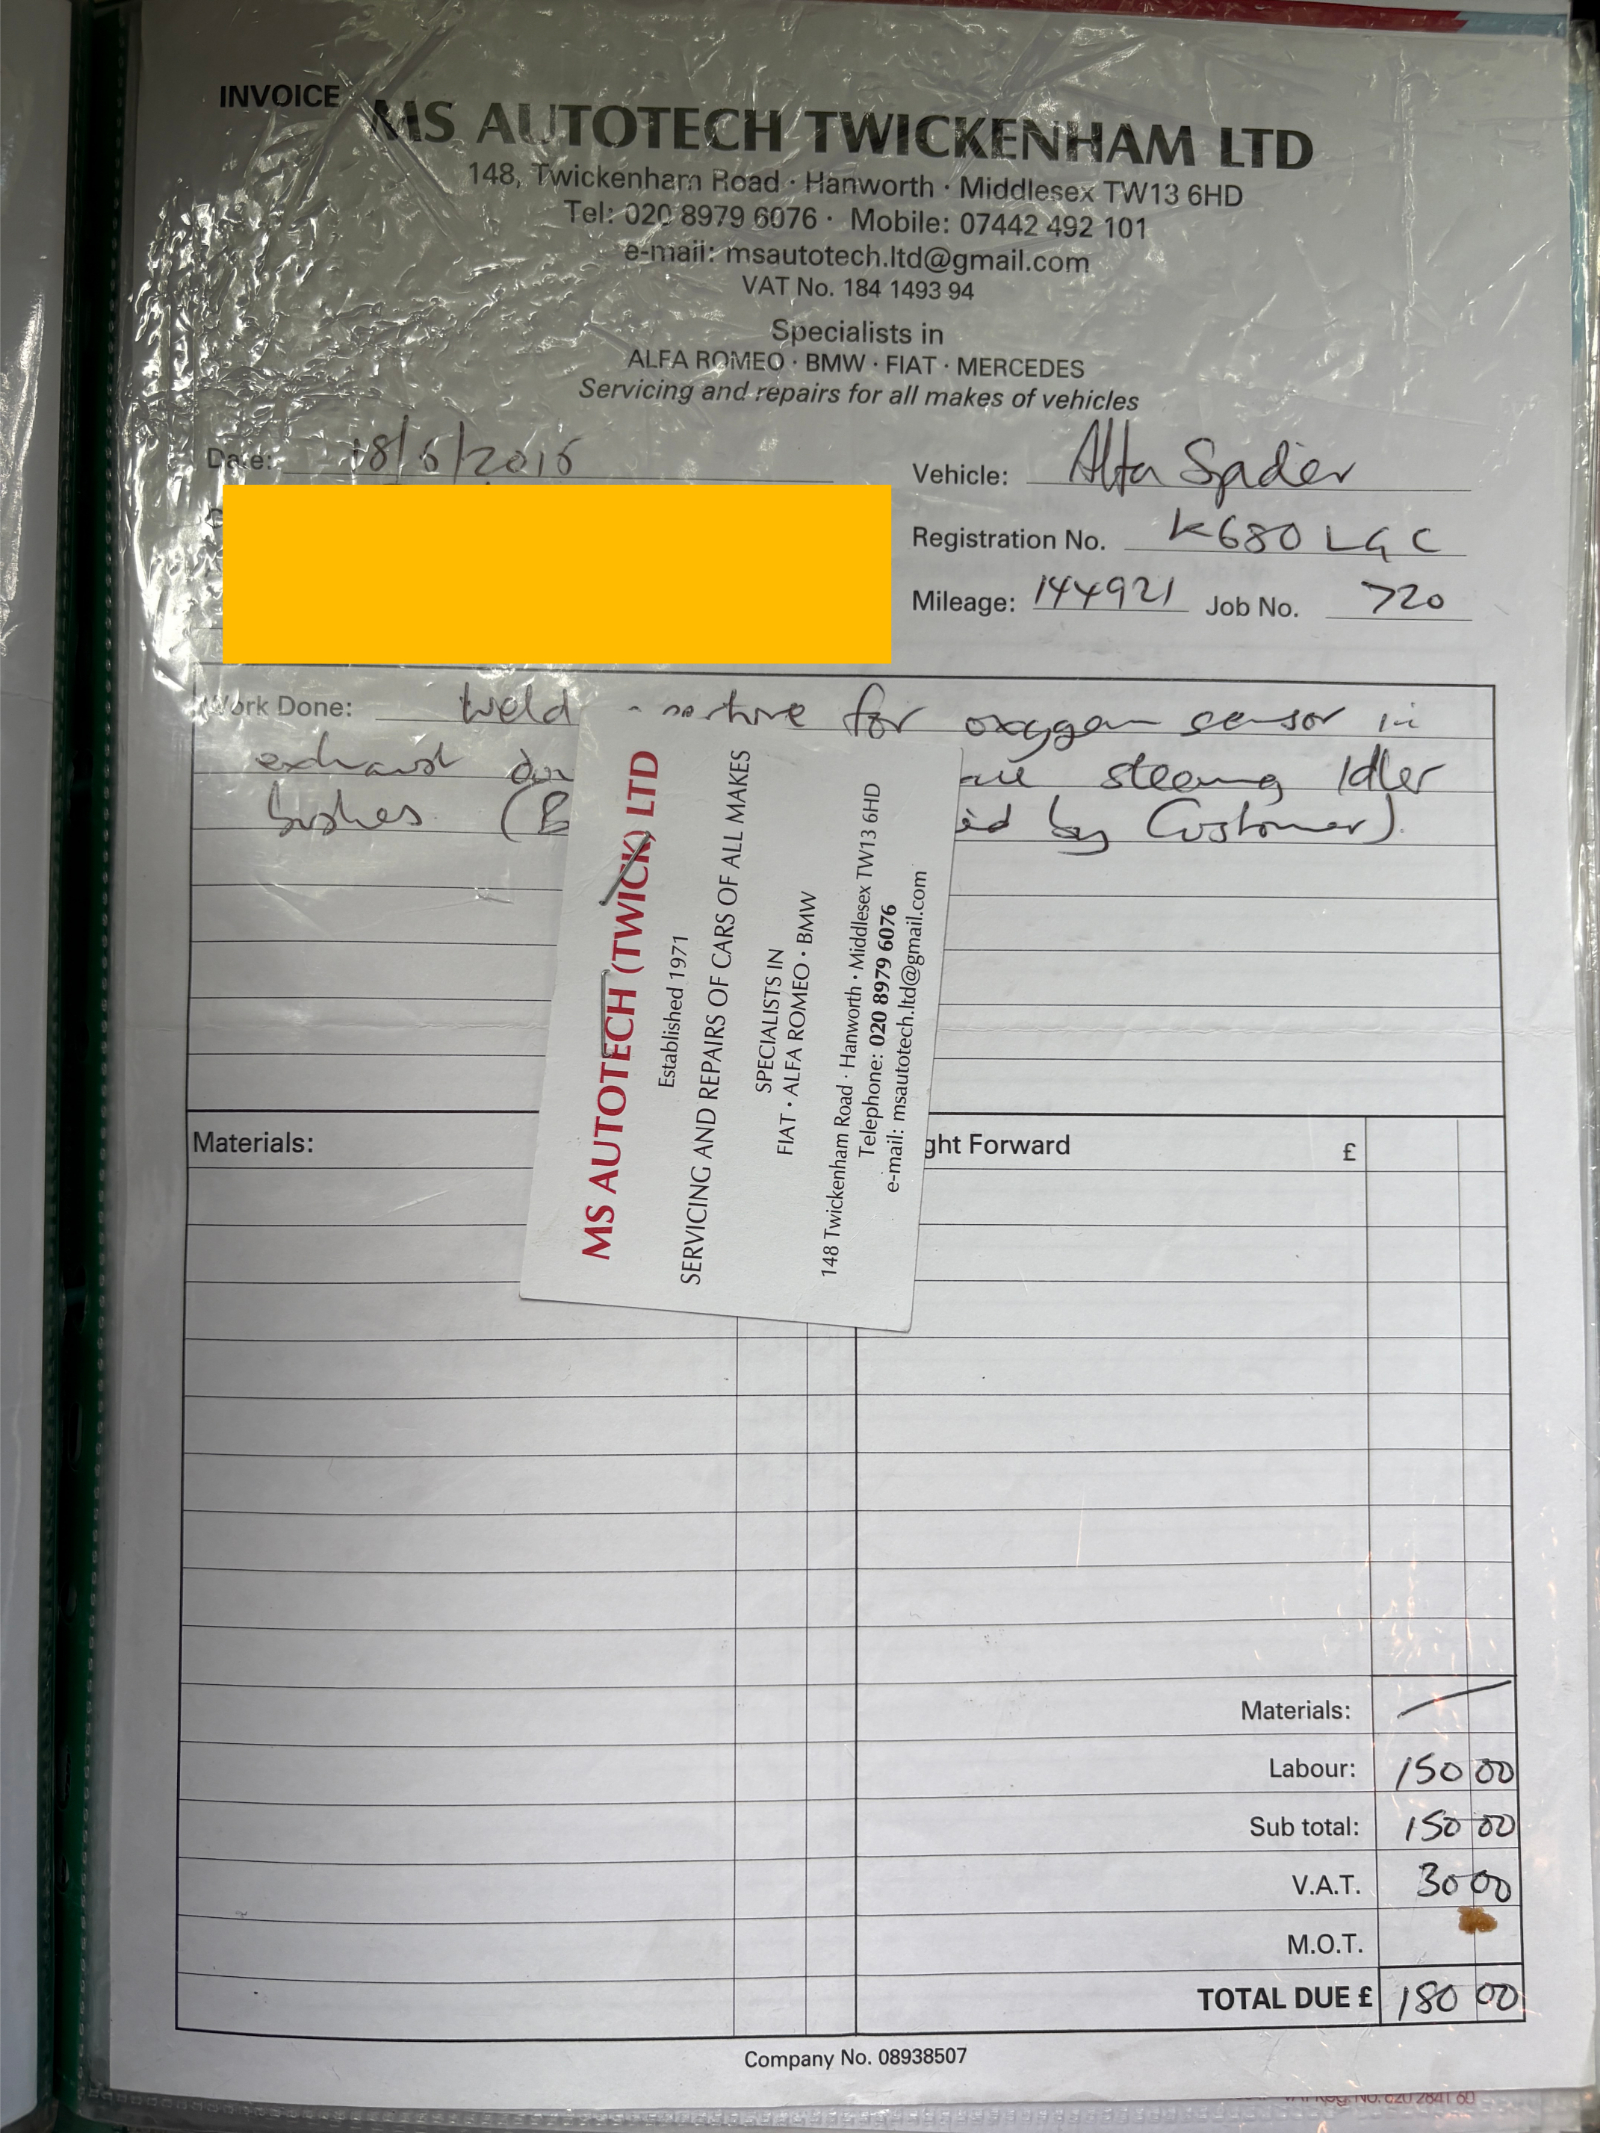 INVOICE
MS AUTOTECH TWICKENHAM LTD
148, Twickenham Road · Hanworth · Middlesex TW13 6HD
Tel: 020 8979 6076 · Mobile: 07442 492 101
e-mail: msautotech.ltd@gmail.com
VAT No. 184 1493 94
Specialists in
ALFA ROMEO · BMW · FIAT · MERCEDES
Servicing and repairs for all makes of vehicles
Date: 18/6/2016
Vehicle: Alfa Spader
Registration No. K680 LGC
Mileage: 144921 Job No. 720
Work Done: Weld for oxygen sensor in
exhaust steering Idler
bushes (B by Customer).
MS AUTOTECH (TWICK) LTD
Established 1971
SERVICING AND REPAIRS OF CARS OF ALL MAKES
SPECIALISTS IN
FIAT · ALFA ROMEO · BMW
148 Twickenham Road · Hanworth · Middlesex TW13 6HD
Telephone: 020 8979 6076
e-mail: msautotech.ltd@gmail.com
Materials:
ght Forward £
Materials:
Labour: 150 00
Sub total: 150 00
V.A.T. 30 00
M.O.T.
TOTAL DUE £ 180 00
Company No. 08938507